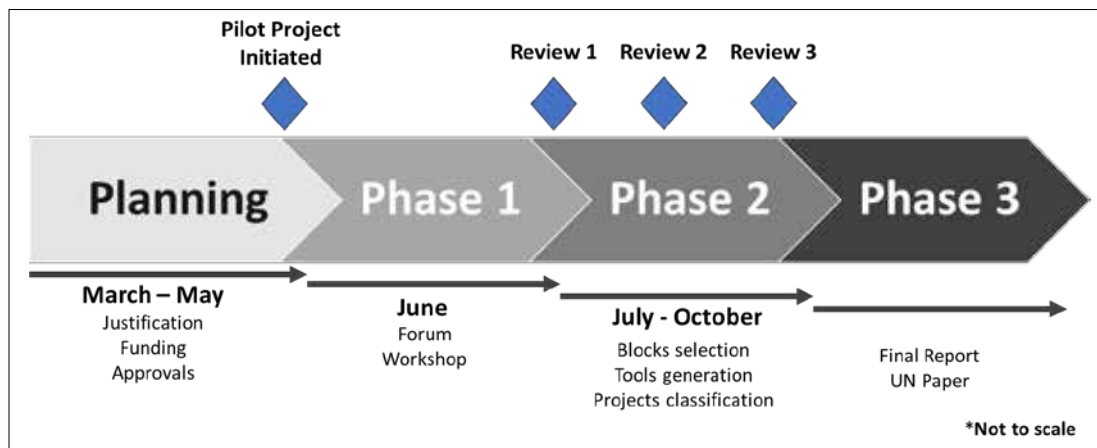 Pilot Project
Initiated
Review 1
Review 2
Review 3
Planning
Phase 1
Phase 2
Phase 3
March – May
Justification
Funding
Approvals
June
Forum
Workshop
July - October
Blocks selection
Tools generation
Projects classification
Final Report
UN Paper
*Not to scale